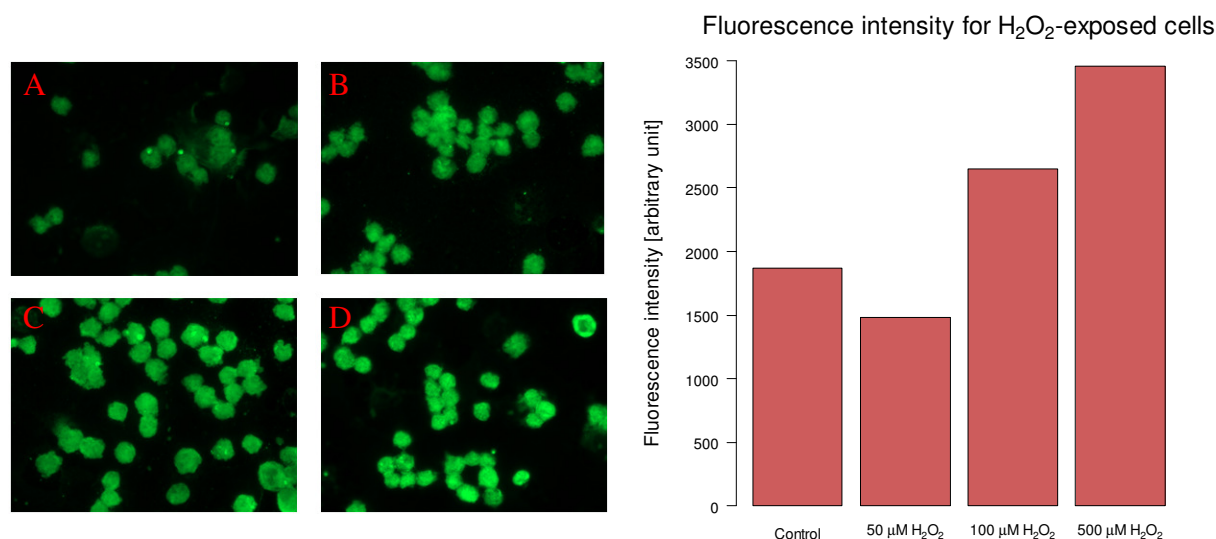 A
B
C
D
Fluorescence intensity for H₂O₂-exposed cells
Fluorescence intensity [arbitrary unit]
3500
3000
2500
2000
1500
1000
500
0
Control
50 μM H₂O₂
100 μM H₂O₂
500 μM H₂O₂